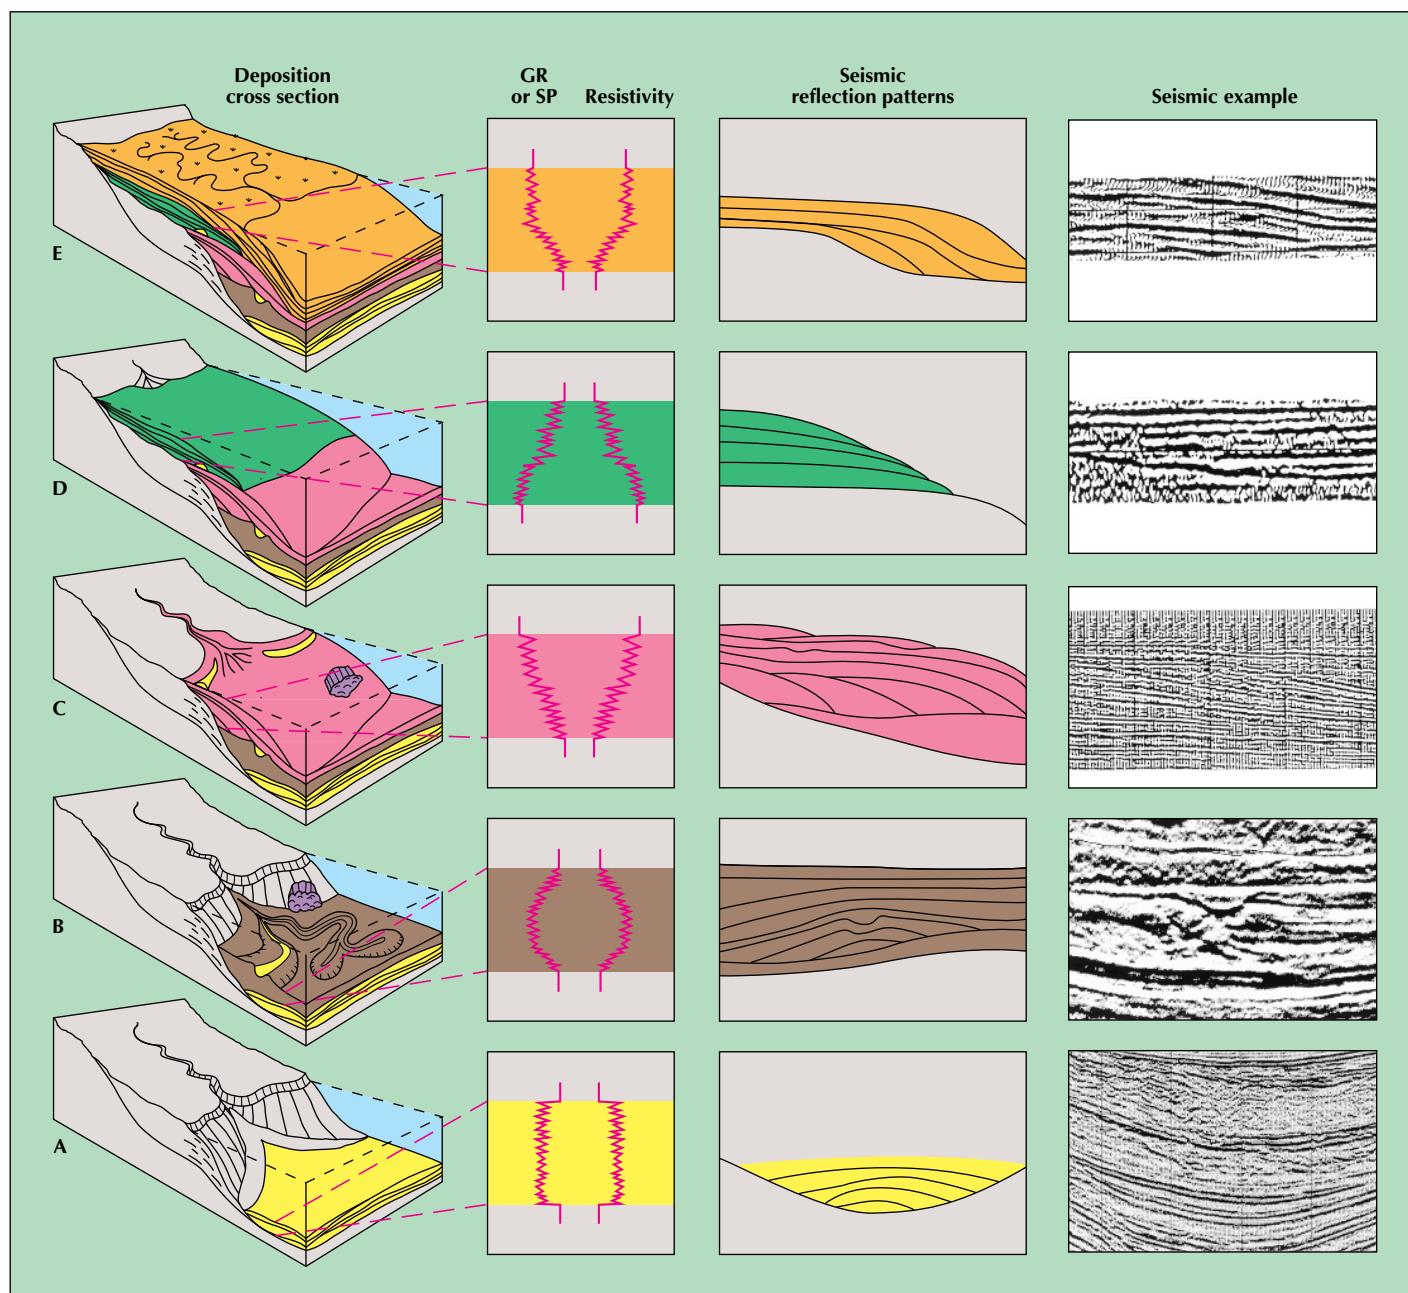 Deposition
cross section
GR
or SP
Resistivity
Seismic
reflection patterns
Seismic example
E
D
C
B
A